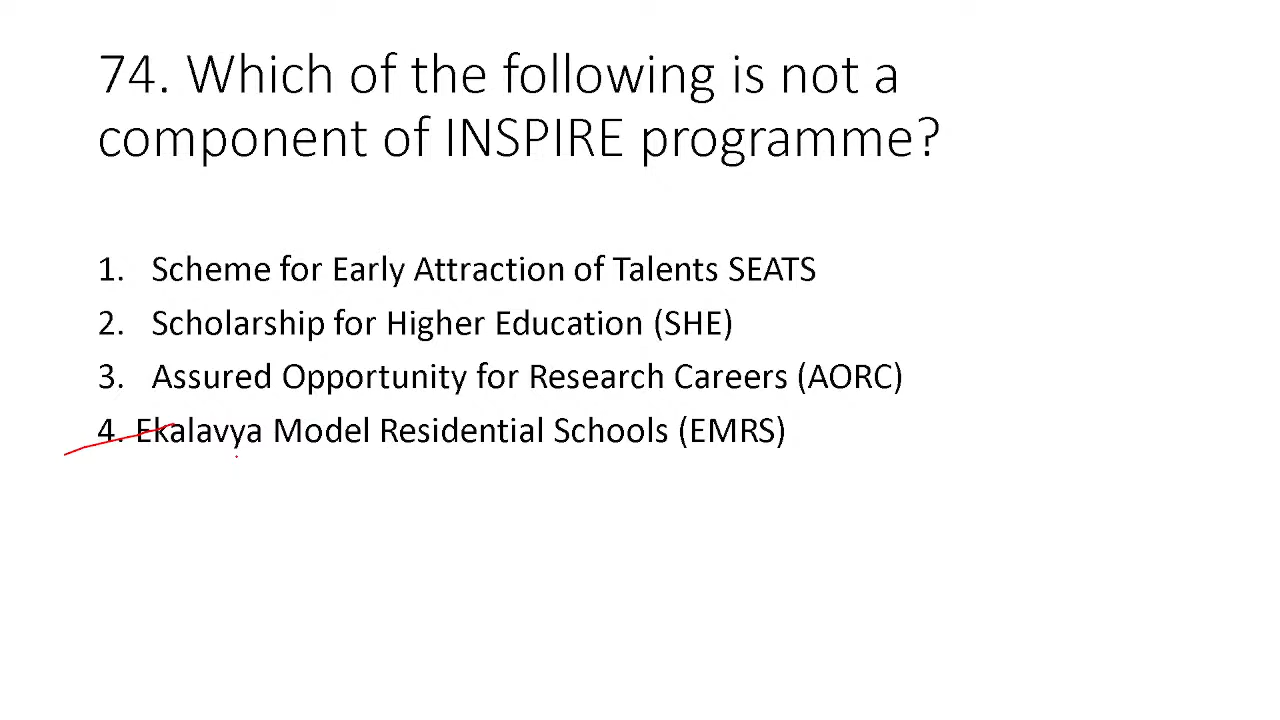 74. Which of the following is not a
component of INSPIRE programme?
1. Scheme for Early Attraction of Talents SEATS
2. Scholarship for Higher Education (SHE)
3. Assured Opportunity for Research Careers (AORC)
4. Ekalavya Model Residential Schools (EMRS)